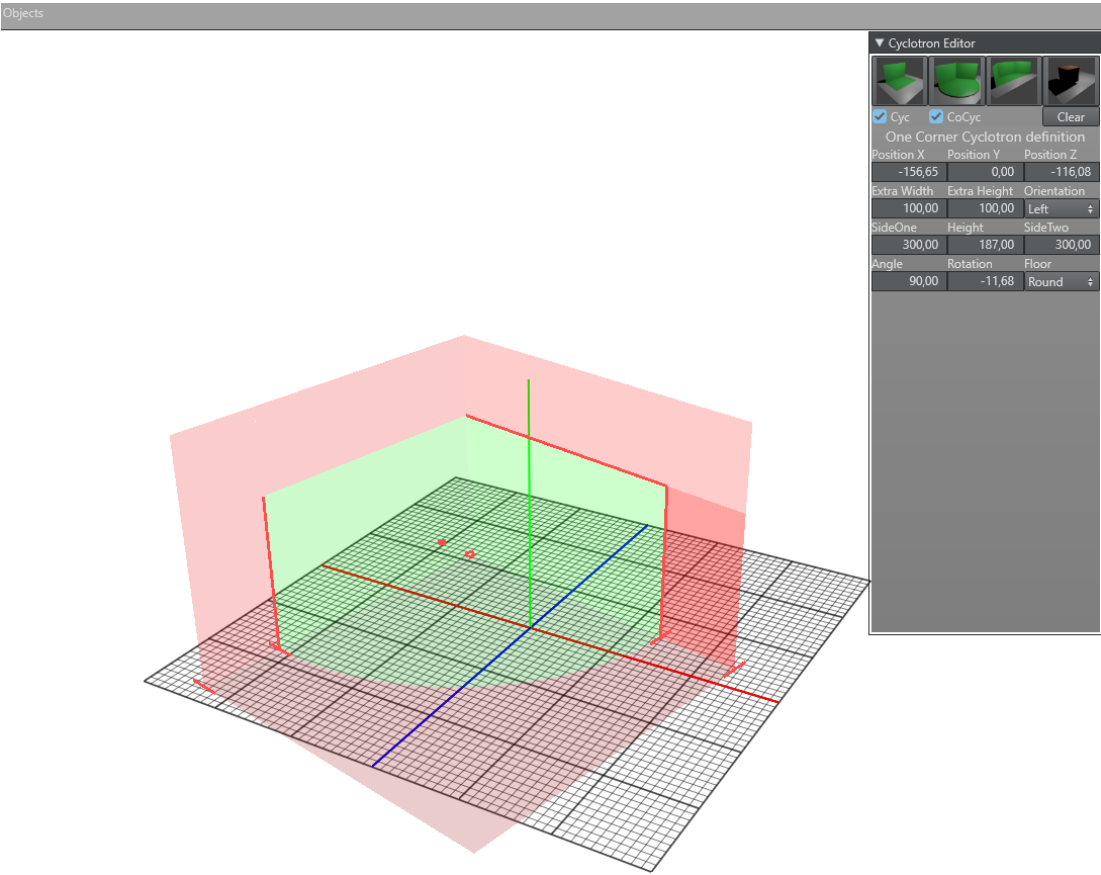 Objects
▼ Cyclotron Editor
Cyc CoCyc Clear
One Corner Cyclotron definition
Position X Position Y Position Z
-156,65 0,00 -116,08
Extra Width Extra Height Orientation
100,00 100,00 Left
SideOne Height SideTwo
300,00 187,00 300,00
Angle Rotation Floor
90,00 -11,68 Round